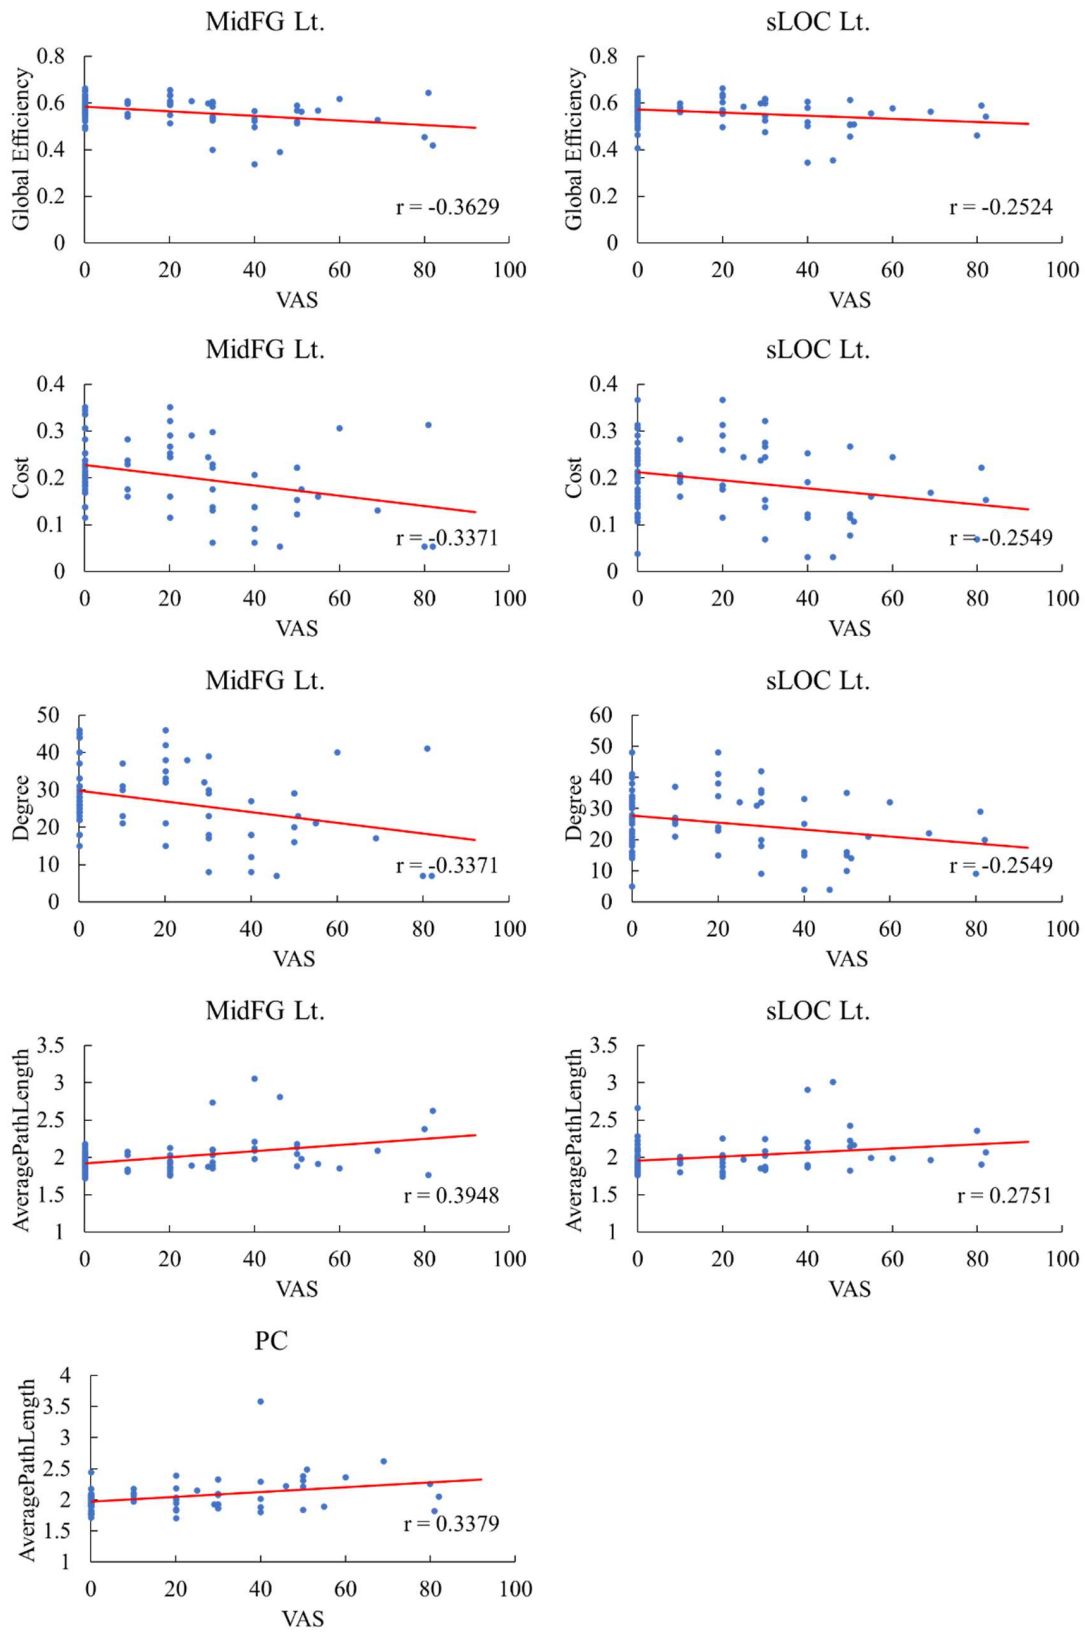 MidFG Lt.
0.8
0.6
0.4
0.2
0
Global Efficiency
r = -0.3629
0 20 40 60 80 100
VAS
sLOC Lt.
0.8
0.6
0.4
0.2
0
Global Efficiency
r = -0.2524
0 20 40 60 80 100
VAS
MidFG Lt.
0.4
0.3
0.2
0.1
0
Cost
r = -0.3371
0 20 40 60 80 100
VAS
sLOC Lt.
0.4
0.3
0.2
0.1
0
Cost
r = -0.2549
0 20 40 60 80 100
VAS
MidFG Lt.
50
40
30
20
10
0
Degree
r = -0.3371
0 20 40 60 80 100
VAS
sLOC Lt.
60
50
40
30
20
10
0
Degree
r = -0.2549
0 20 40 60 80 100
VAS
MidFG Lt.
3.5
3
2.5
2
1.5
1
AveragePathLength
r = 0.3948
0 20 40 60 80 100
VAS
sLOC Lt.
3.5
3
2.5
2
1.5
1
AveragePathLength
r = 0.2751
0 20 40 60 80 100
VAS
PC
4
3.5
3
2.5
2
1.5
1
AveragePathLength
r = 0.3379
0 20 40 60 80 100
VAS